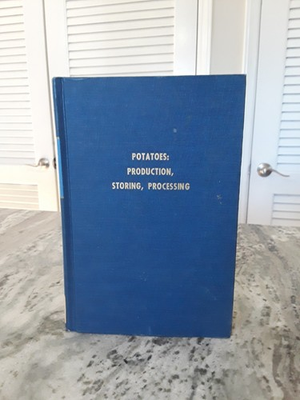 POTATOES:
PRODUCTION,
STORING, PROCESSING